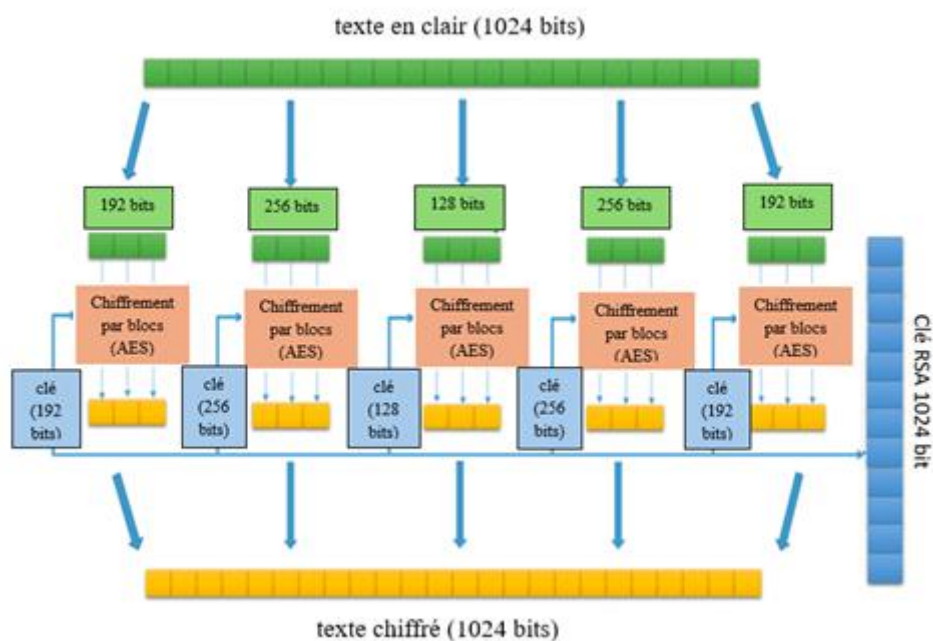 texte en clair (1024 bits)
192 bits
256 bits
128 bits
256 bits
192 bits
Chiffrement
par blocs
(AES)
Chiffrement
par blocs
(AES)
Chiffrement
par blocs
(AES)
Chiffrement
par blocs
(AES)
Chiffrement
par blocs
(AES)
clé
(192
bits)
clé
(256
bits)
clé
(128
bits)
clé
(256
bits)
clé
(192
bits)
Clé RSA 1024 bit
texte chiffré (1024 bits)